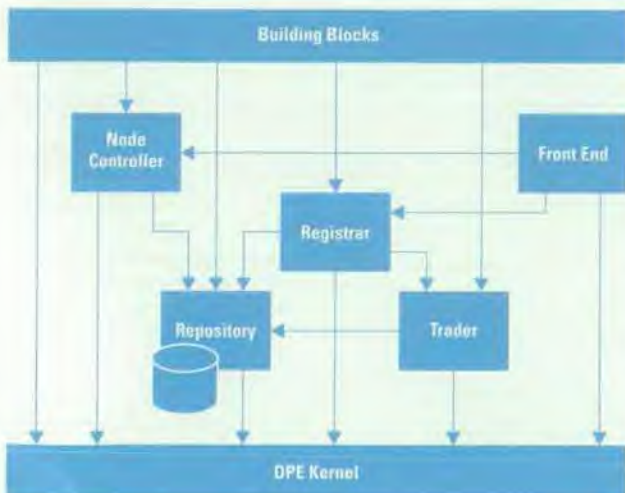 Building Blocks
Node
Controller
Front End
Registrar
Repository
Trader
DPE Kernel